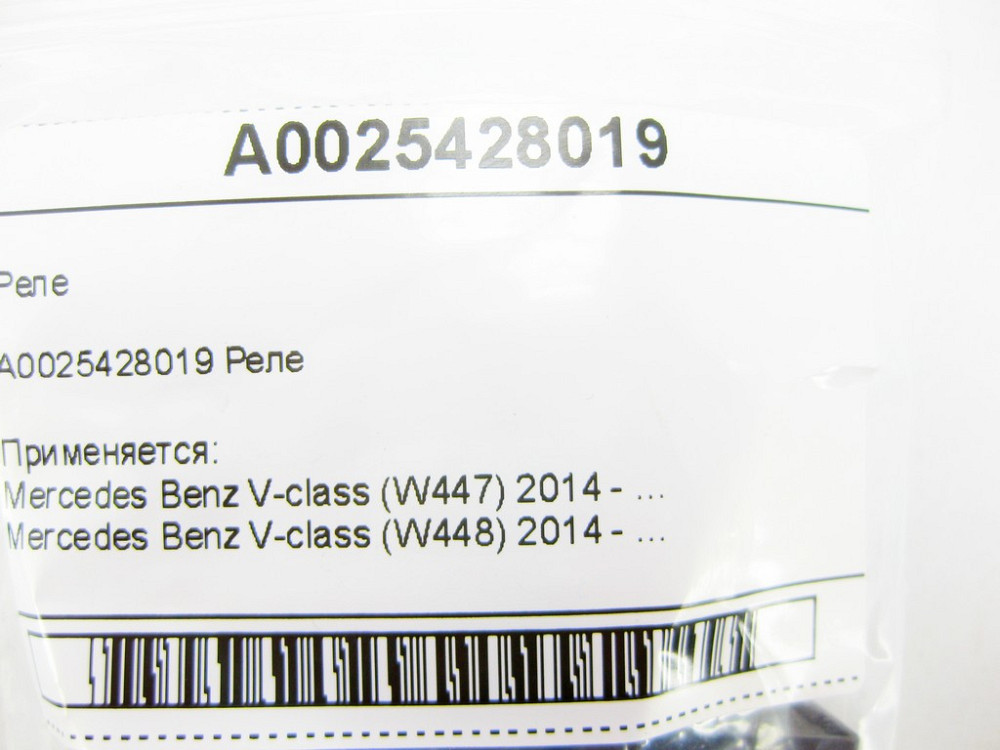 A0025428019
Реле
A0025428019 Реле
Применяется:
Mercedes Benz V-class (W447) 2014 - ...
Mercedes Benz V-class (W448) 2014 - ...